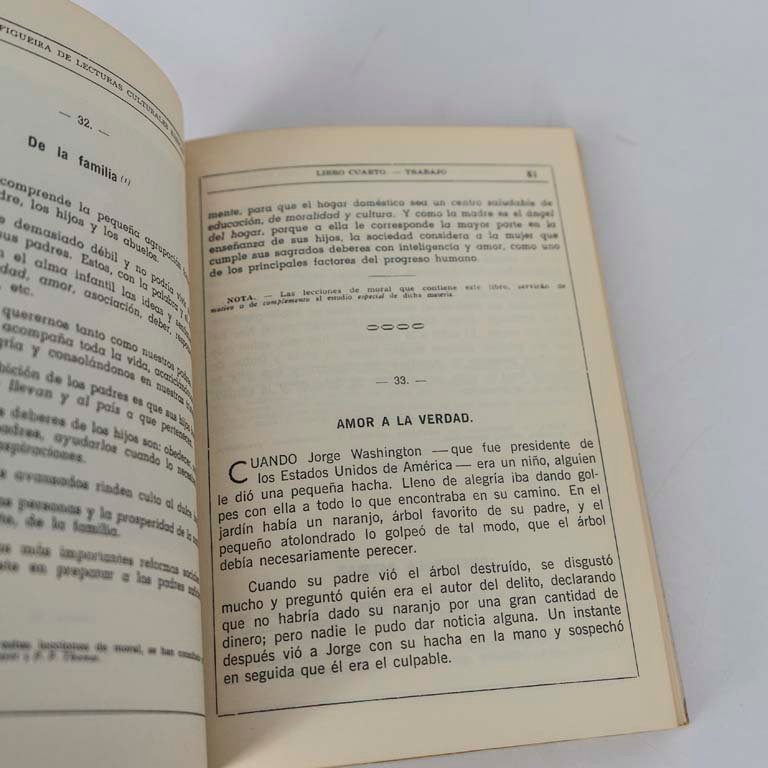 FIGUEIRA DE LECTURAS CULTURALES
— 32. —
De la familia (1)
comprende la pequeña agrupación
los hijos y los abuelos.
demasiado débil y no podría
sus padres. Estos, con la palabra y el
el alma infantil las ideas y
amor, asociación, deber,
etc.
querernos tanto como nuestros
acompaña toda la vida,
y consolándonos en nuestras
de los padres es que sus hijos
llevan y al país a que pertenecen.
deberes de los hijos son: obedecer,
ayudarlos cuando lo
avanzados rinden culto al
personas y la prosperidad de la
de la familia.
más importantes reformas
en preparar a los padres
lecciones de moral, se han
LIBRO CUARTO. — TRABAJO 61
mente, para que el hogar doméstico sea un centro saludable de
educación, de moralidad y cultura. Y como la madre es el ángel
del hogar, porque a ella le corresponde la mayor parte en la
enseñanza de sus hijos, la sociedad considera a la mujer que
cumple sus sagrados deberes con inteligencia y amor, como uno
de los principales factores del progreso humano.
NOTA. — Las lecciones de moral que contiene este libro, servirán de
motivo o de complemento al estudio especial de dicha materia.
— 33. —
AMOR A LA VERDAD.
CUANDO Jorge Washington —que fue presidente de
los Estados Unidos de América— era un niño, alguien
le dió una pequeña hacha. Lleno de alegría iba dando gol-
pes con ella a todo lo que encontraba en su camino. En el
jardín había un naranjo, árbol favorito de su padre, y el
pequeño atolondrado lo golpeó de tal modo, que el árbol
debía necesariamente perecer.
Cuando su padre vió el árbol destruído, se disgustó
mucho y preguntó quién era el autor del delito, declarando
que no habría dado su naranjo por una gran cantidad de
dinero; pero nadie le pudo dar noticia alguna. Un instante
después vió a Jorge con su hacha en la mano y sospechó
en seguida que él era el culpable.